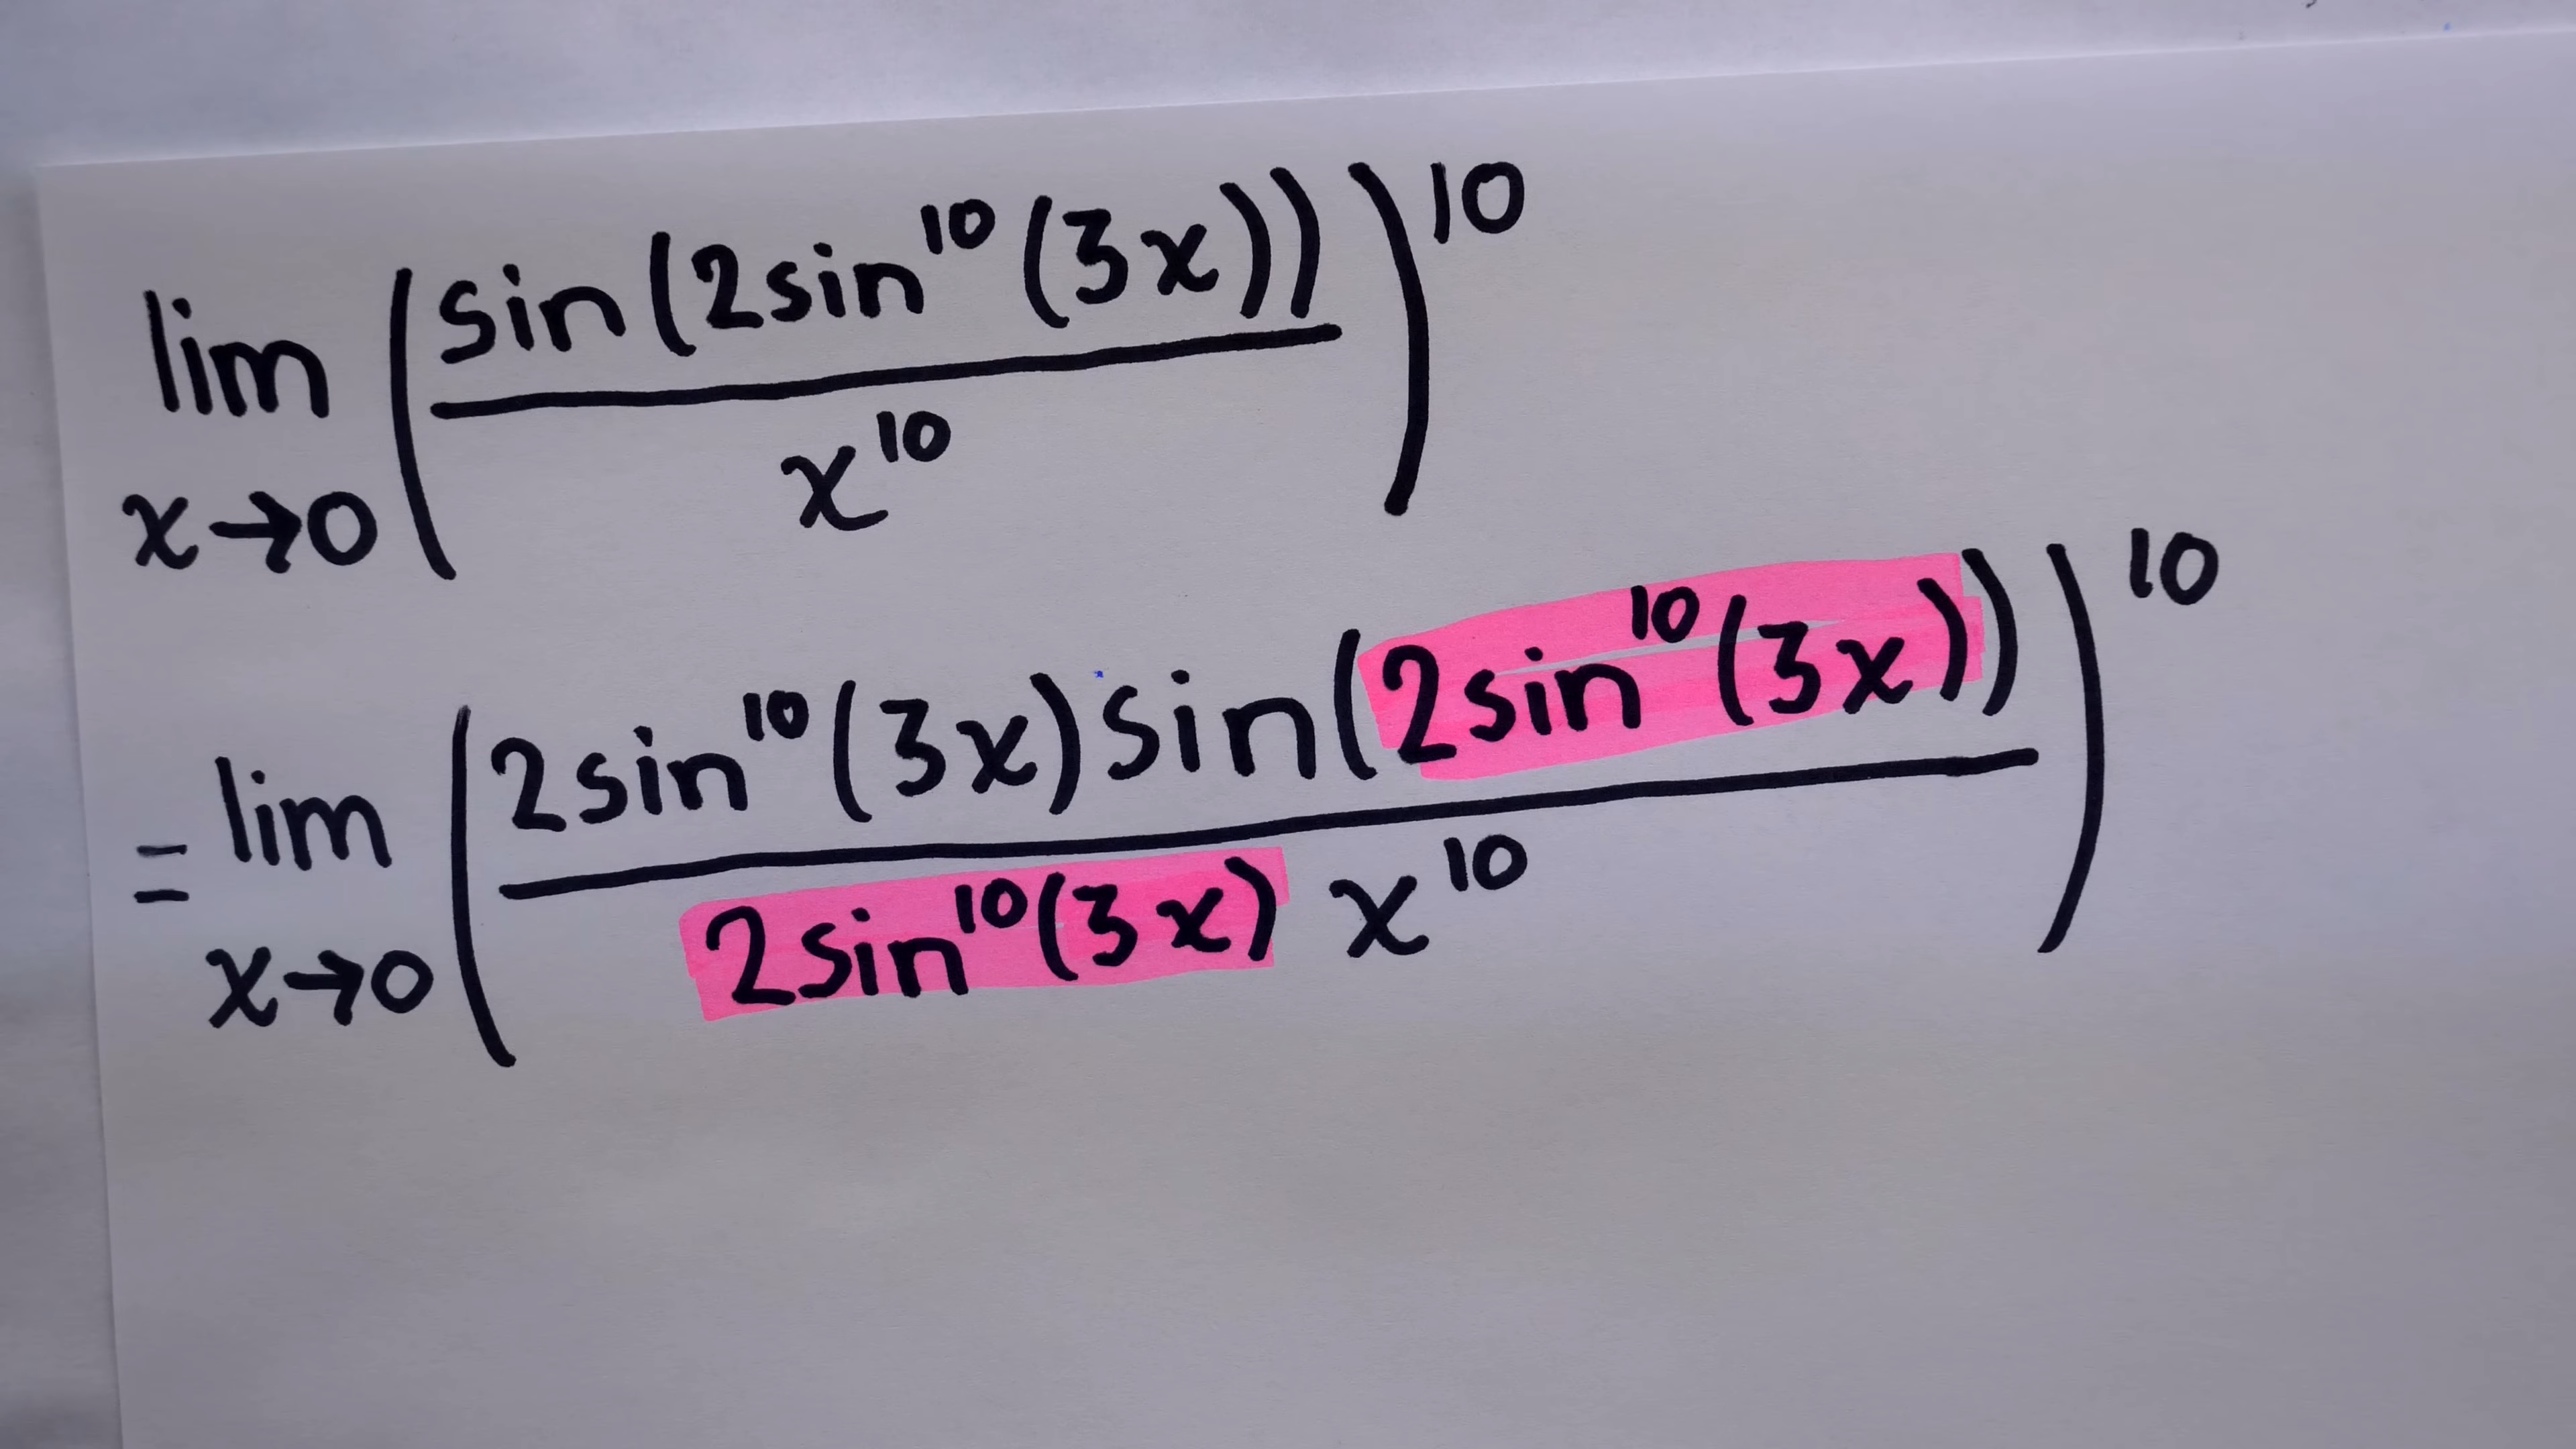 lim x→0 (sin(2sin¹⁰(3x)) / x¹⁰)¹⁰
= lim x→0 (2sin¹⁰(3x) sin(2sin¹⁰(3x)) / 2sin¹⁰(3x) x¹⁰)¹⁰